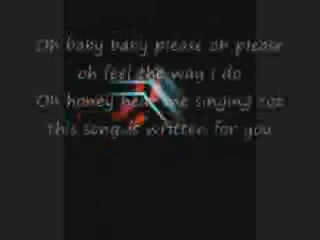 Oh baby baby please oh please
oh feel the way i do
Oh honey hear me singing coz
this song is written for you